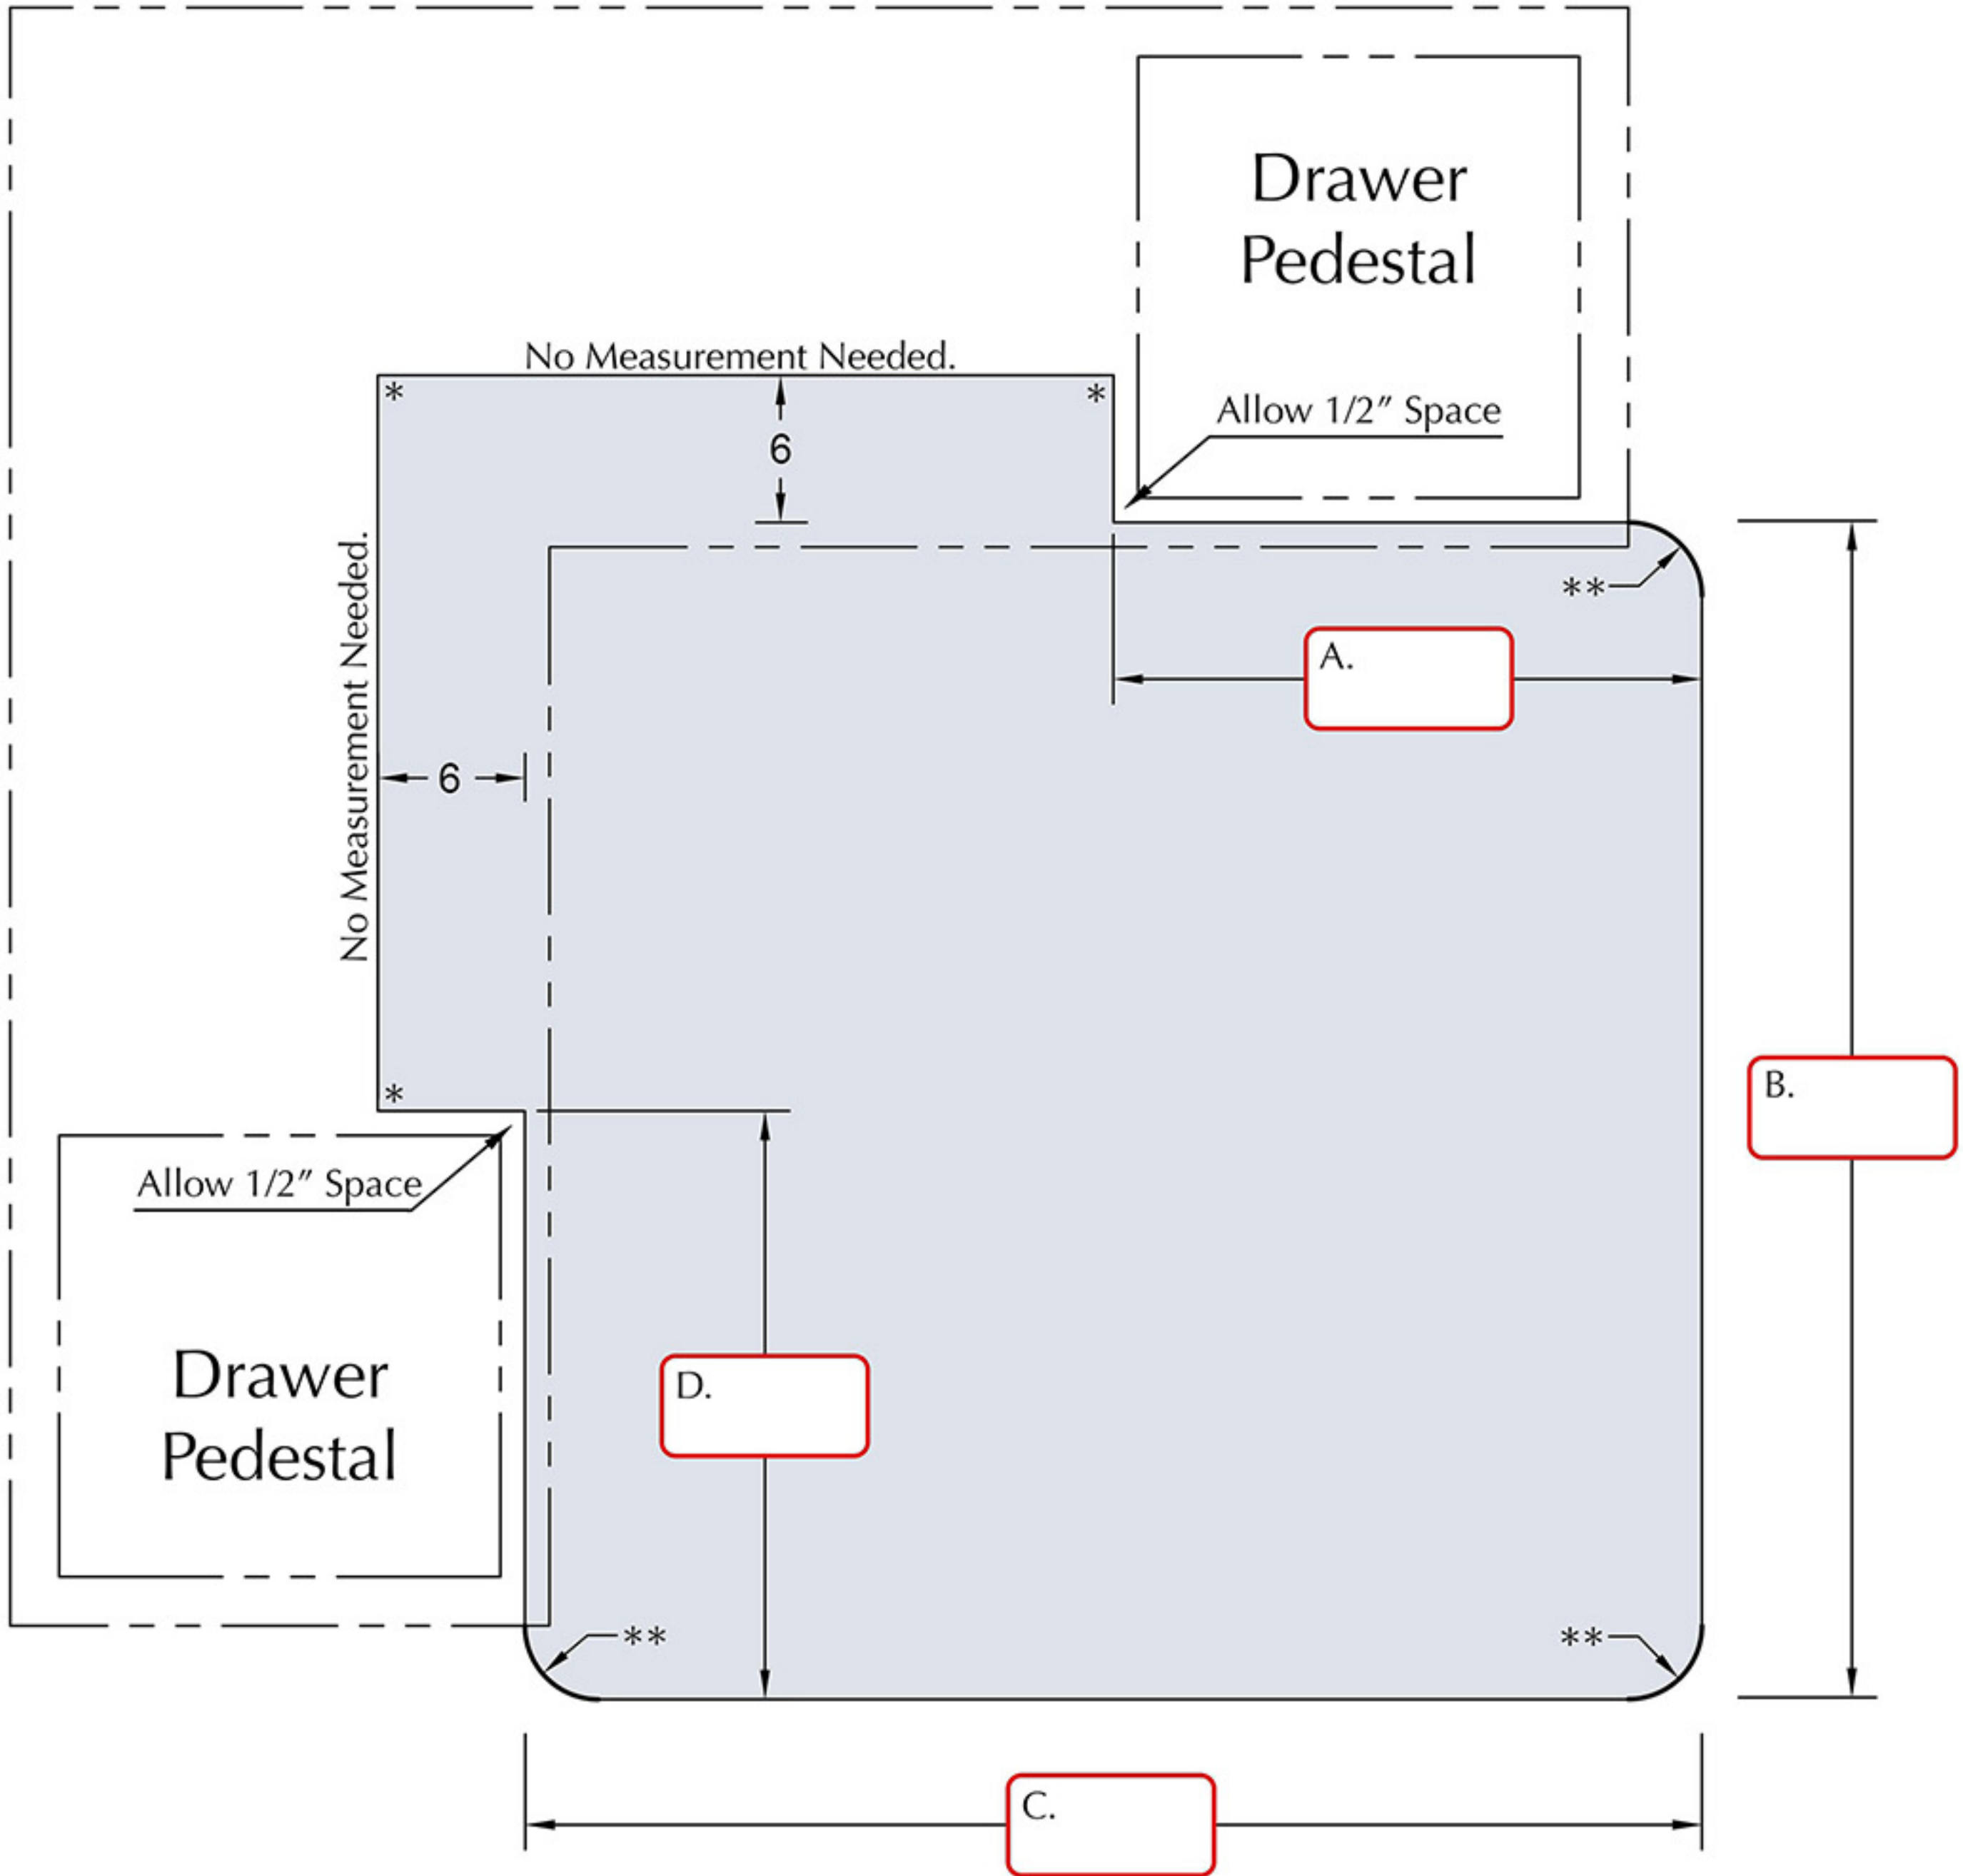 Drawer
Pedestal
No Measurement Needed.
*
*
Allow 1/2" Space
6
**
A.
No Measurement Needed.
6
B.
*
Allow 1/2" Space
Drawer
Pedestal
D.
**
**
C.